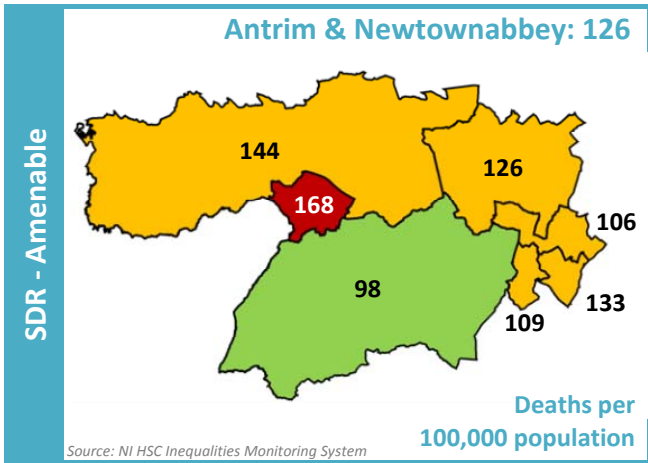 Antrim & Newtownabbey: 126
SDR - Amenable
144
126
168
106
98
133
109
Deaths per
100,000 population
Source: NI HSC Inequalities Monitoring System